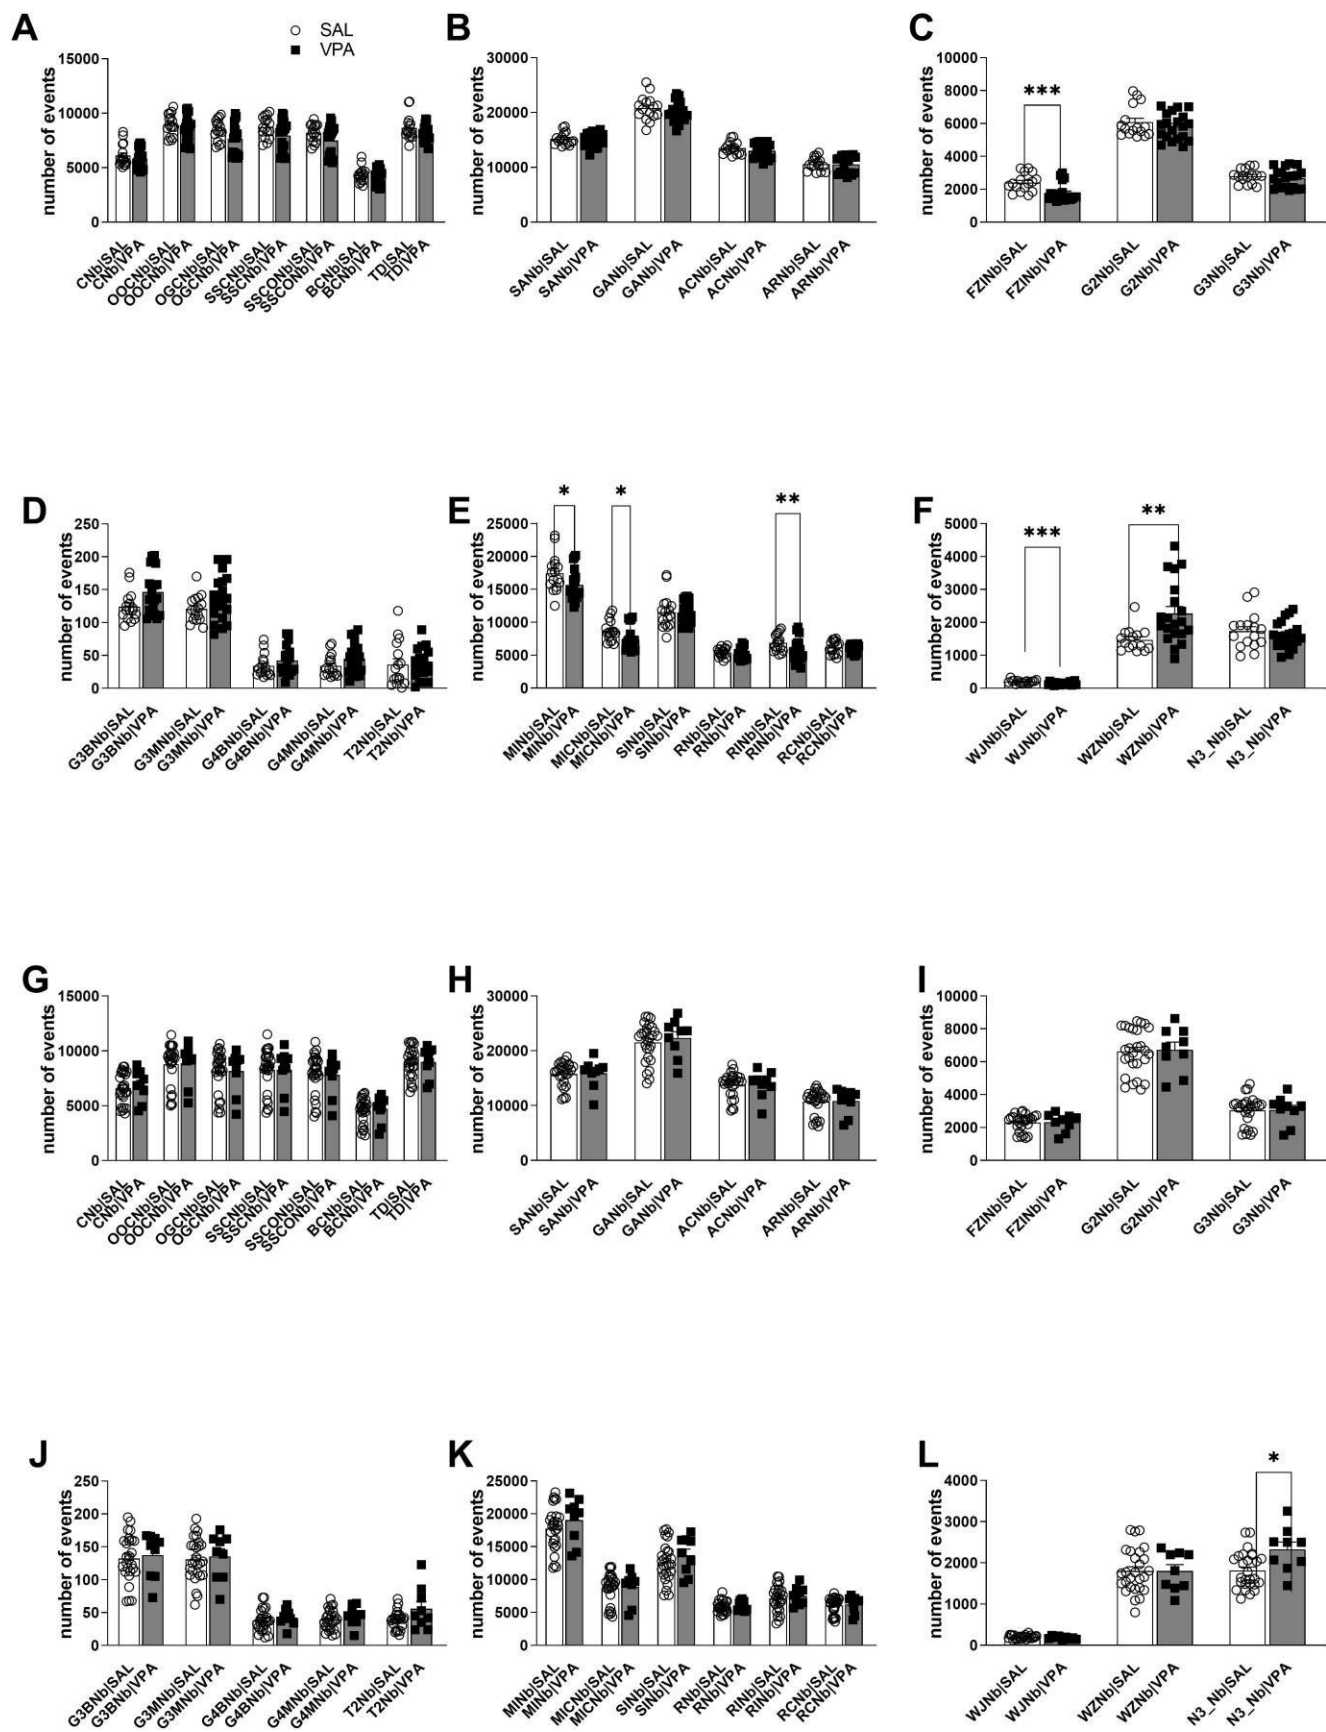 A
SAL
VPA
number of events
15000
10000
5000
0
CNb|SAL
CNb|VPA
OOCNb|SAL
OOCNb|VPA
OGCNb|SAL
OGCNb|VPA
SSCNb|SAL
SSCNb|VPA
SSCONb|SAL
SSCONb|VPA
BCNb|SAL
BCNb|VPA
TD|SAL
TD|VPA
B
number of events
30000
20000
10000
0
SANb|SAL
SANb|VPA
GANb|SAL
GANb|VPA
ACNb|SAL
ACNb|VPA
ARNb|SAL
ARNb|VPA
C
number of events
10000
8000
6000
4000
2000
0
***
FZINb|SAL
FZINb|VPA
G2Nb|SAL
G2Nb|VPA
G3Nb|SAL
G3Nb|VPA
D
number of events
250
200
150
100
50
0
G3BNb|SAL
G3BNb|VPA
G3MNb|SAL
G3MNb|VPA
G4BNb|SAL
G4BNb|VPA
G4MNb|SAL
G4MNb|VPA
T2Nb|SAL
T2Nb|VPA
E
number of events
25000
20000
15000
10000
5000
0
*
*
**
MINb|SAL
MINb|VPA
MICNb|SAL
MICNb|VPA
SINb|SAL
SINb|VPA
RNb|SAL
RNb|VPA
RINb|SAL
RINb|VPA
RCNb|SAL
RCNb|VPA
F
number of events
5000
4000
3000
2000
1000
0
***
**
WJNb|SAL
WJNb|VPA
WZNb|SAL
WZNb|VPA
N3_Nb|SAL
N3_Nb|VPA
G
number of events
15000
10000
5000
0
CNb|SAL
CNb|VPA
OOCNb|SAL
OOCNb|VPA
OGCNb|SAL
OGCNb|VPA
SSCNb|SAL
SSCNb|VPA
SSCONb|SAL
SSCONb|VPA
BCNb|SAL
BCNb|VPA
TD|SAL
TD|VPA
H
number of events
30000
20000
10000
0
SANb|SAL
SANb|VPA
GANb|SAL
GANb|VPA
ACNb|SAL
ACNb|VPA
ARNb|SAL
ARNb|VPA
I
number of events
10000
8000
6000
4000
2000
0
FZINb|SAL
FZINb|VPA
G2Nb|SAL
G2Nb|VPA
G3Nb|SAL
G3Nb|VPA
J
number of events
250
200
150
100
50
0
G3BNb|SAL
G3BNb|VPA
G3MNb|SAL
G3MNb|VPA
G4BNb|SAL
G4BNb|VPA
G4MNb|SAL
G4MNb|VPA
T2Nb|SAL
T2Nb|VPA
K
number of events
25000
20000
15000
10000
5000
0
MINb|SAL
MINb|VPA
MICNb|SAL
MICNb|VPA
SINb|SAL
SINb|VPA
RNb|SAL
RNb|VPA
RINb|SAL
RINb|VPA
RCNb|SAL
RCNb|VPA
L
number of events
4000
3000
2000
1000
0
*
WJNb|SAL
WJNb|VPA
WZNb|SAL
WZNb|VPA
N3_Nb|SAL
N3_Nb|VPA